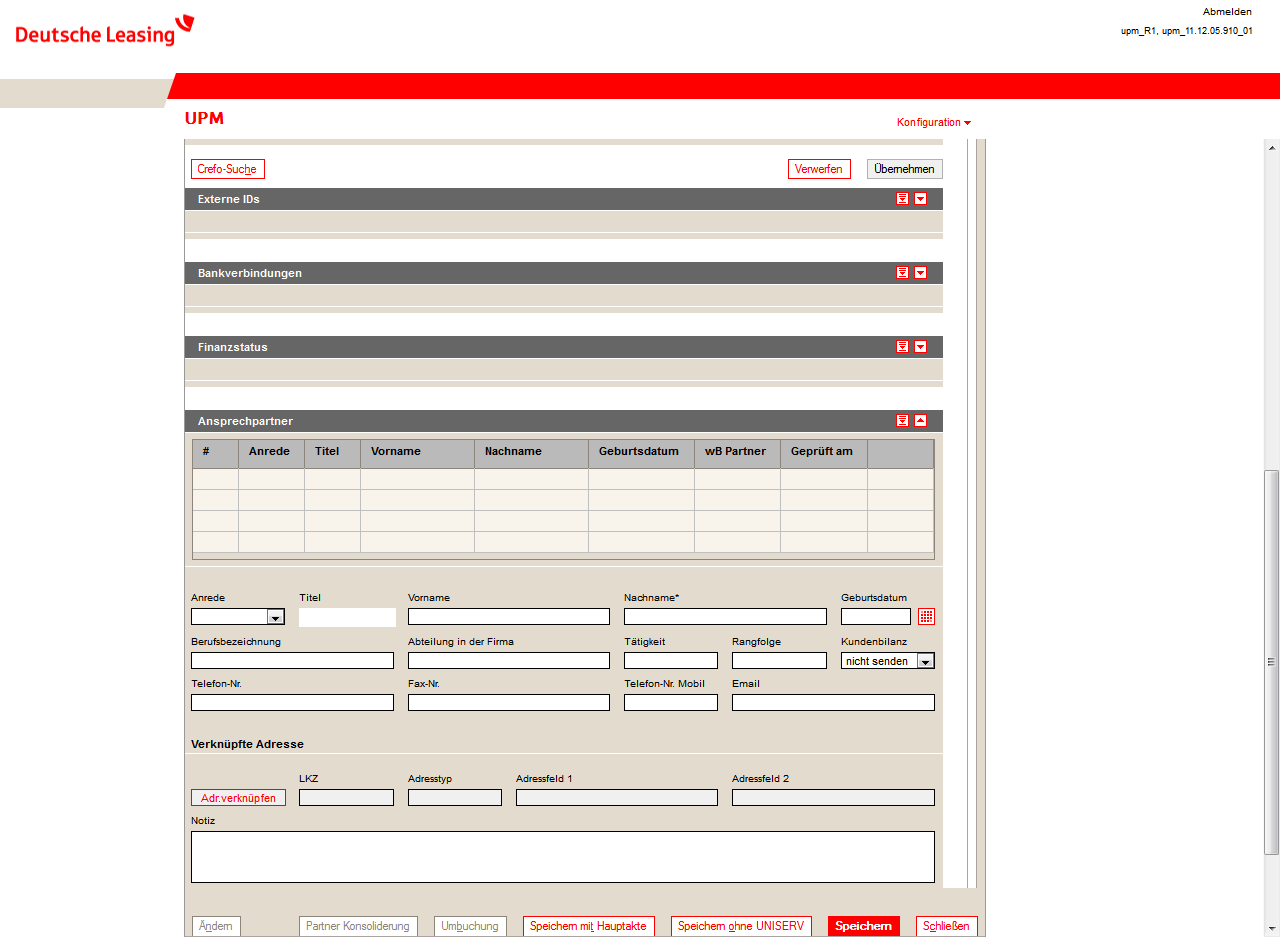 Abmelden
Deutsche Leasing
upm_R1, upm_11.12.05.910_01
UPM
Konfiguration
Crefo-Suche Verwerfen Übernehmen
Externe IDs
Bankverbindungen
Finanzstatus
Ansprechpartner
# Anrede Titel Vorname Nachname Geburtsdatum wB Partner Geprüft am
Anrede Titel Vorname Nachname* Geburtsdatum
Berufsbezeichnung Abteilung in der Firma Tätigkeit Rangfolge Kundenbilanz
nicht senden
Telefon-Nr. Fax-Nr. Telefon-Nr. Mobil Email
Verknüpfte Adresse
LKZ Adresstyp Adressfeld 1 Adressfeld 2
Adr.verknüpfen
Notiz
Ändern Partner Konsolidierung Umbuchung Speichern mit Hauptakte Speichern ohne UNISERV Speichern Schließen